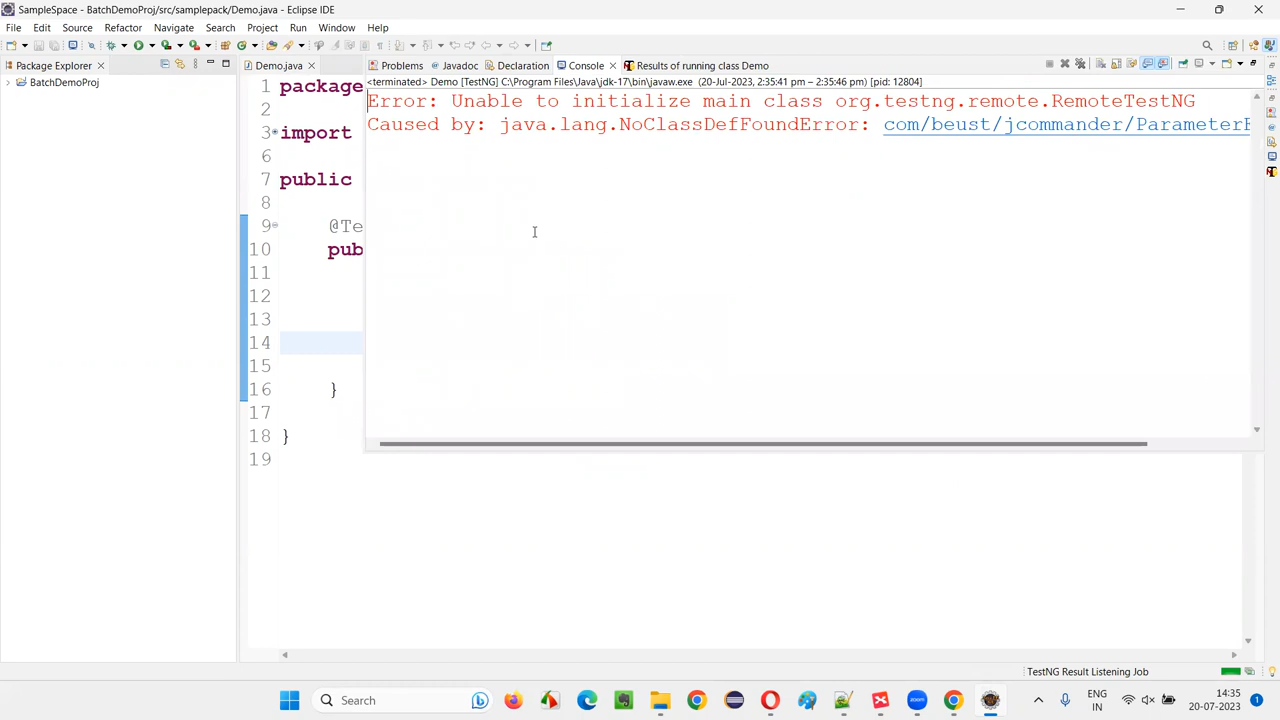 SampleSpace - BatchDemoProj/src/samplepack/Demo.java - Eclipse IDE
File Edit Source Refactor Navigate Search Project Run Window Help
Package Explorer
BatchDemoProj
Demo.java
1 package
2
3 import
6
7 public
8
9 @Te
10 pub
11
12
13
14
15
16 }
17
18 }
19
Problems Javadoc Declaration Console Results of running class Demo
<terminated> Demo [TestNG] C:\Program Files\Java\jdk-17\bin\javaw.exe (20-Jul-2023, 2:35:41 pm – 2:35:46 pm) [pid: 12804]
Error: Unable to initialize main class org.testng.remote.RemoteTestNG
Caused by: java.lang.NoClassDefFoundError: com/beust/jcommander/Parameter
TestNG Result Listening Job
Search
zoom
ENG
IN
14:35
20-07-2023
1